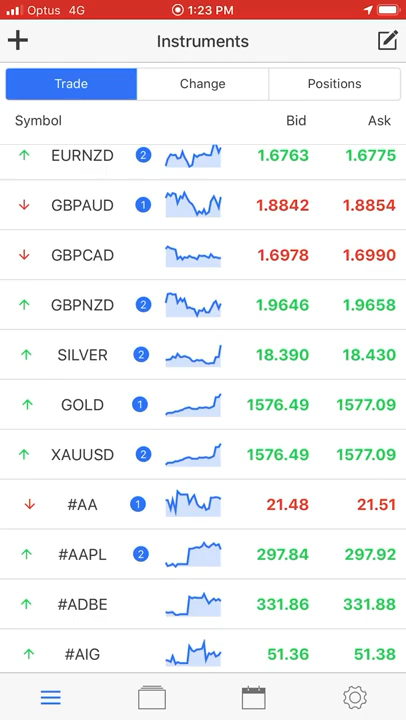 Optus 4G 1:23 PM
Instruments
Trade Change Positions
Symbol Bid Ask
EURNZD 2 1.6763 1.6775
GBPAUD 1 1.8842 1.8854
GBPCAD 1.6978 1.6990
GBPNZD 2 1.9646 1.9658
SILVER 2 18.390 18.430
GOLD 1 1576.49 1577.09
XAUUSD 2 1576.49 1577.09
#AA 1 21.48 21.51
#AAPL 2 297.84 297.92
#ADBE 331.86 331.88
#AIG 51.36 51.38